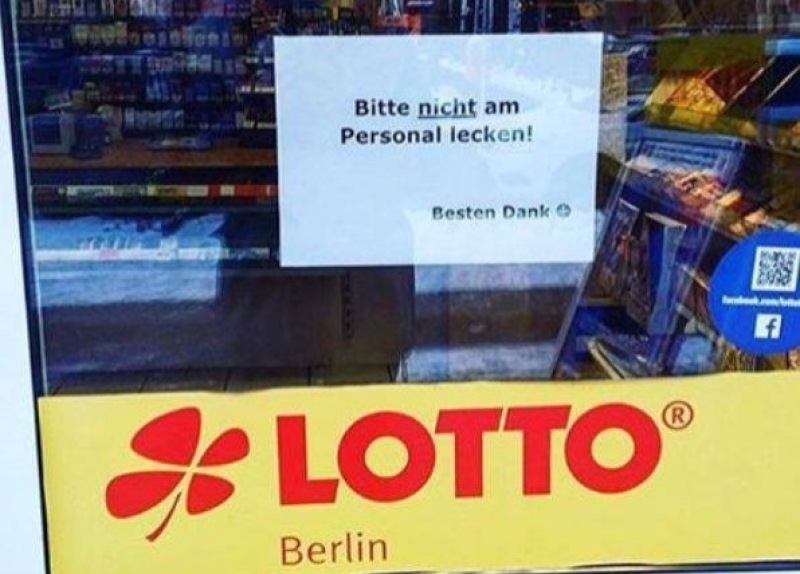 Bitte nicht am
Personal lecken!
Besten Dank ☺
LOTTO®
Berlin